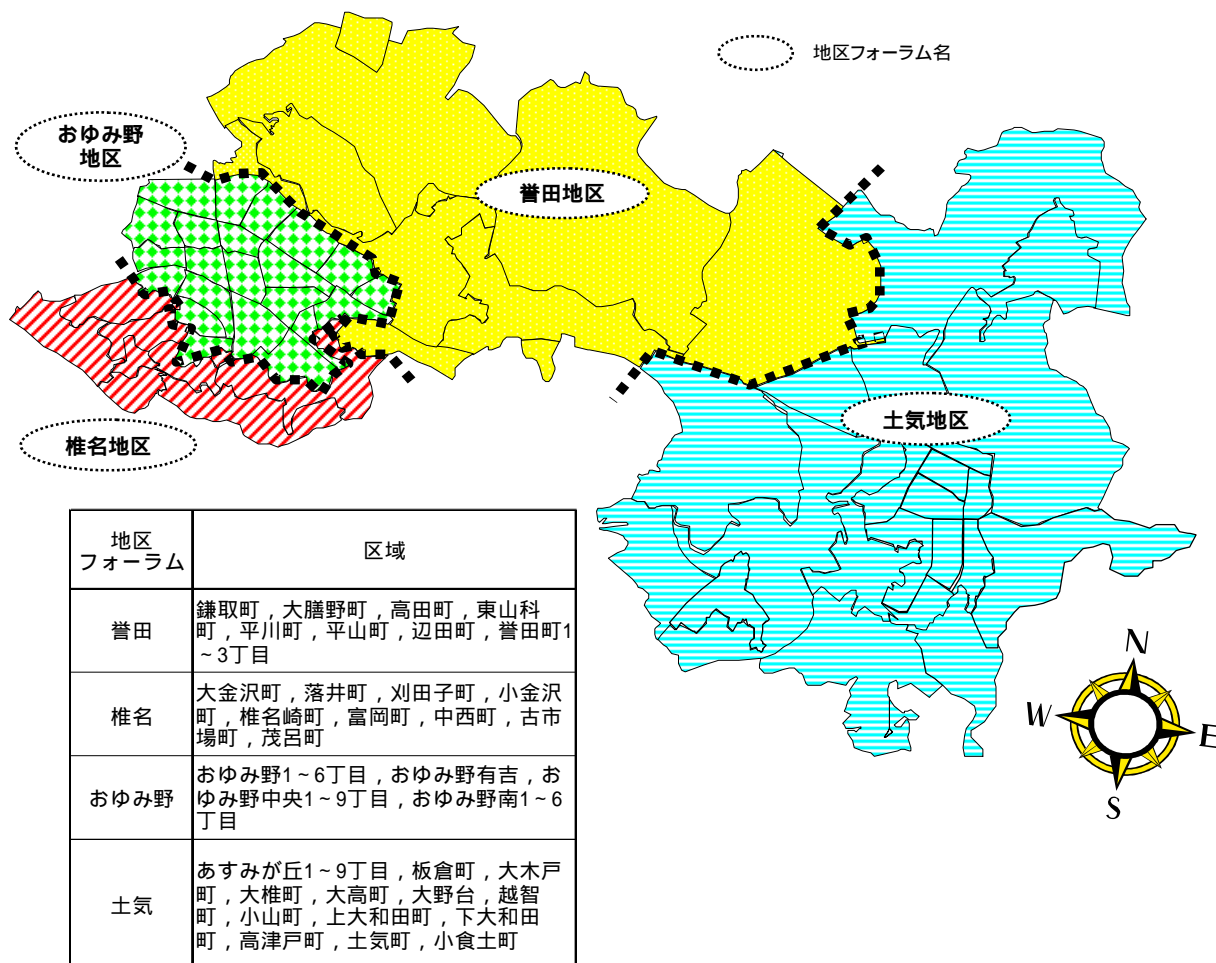 地区フォーラム名
おゆみ野
地区
誉田地区
土気地区
椎名地区
地区
フォーラム
区域
誉田
鎌取町，大膳野町，高田町，東山科
町，平川町，平山町，辺田町，誉田町1
~3丁目
椎名
大金沢町，落井町，刈田子町，小金沢
町，椎名崎町，富岡町，中西町，古市
場町，茂呂町
おゆみ野
おゆみ野1~6丁目，おゆみ野有吉，お
ゆみ野中央1~9丁目，おゆみ野南1~6
丁目
土気
あすみが丘1~9丁目，板倉町，大木戸
町，大椎町，大高町，大野台，越智
町，小山町，上大和田町，下大和田
町，高津戸町，土気町，小食土町
N
W
E
S